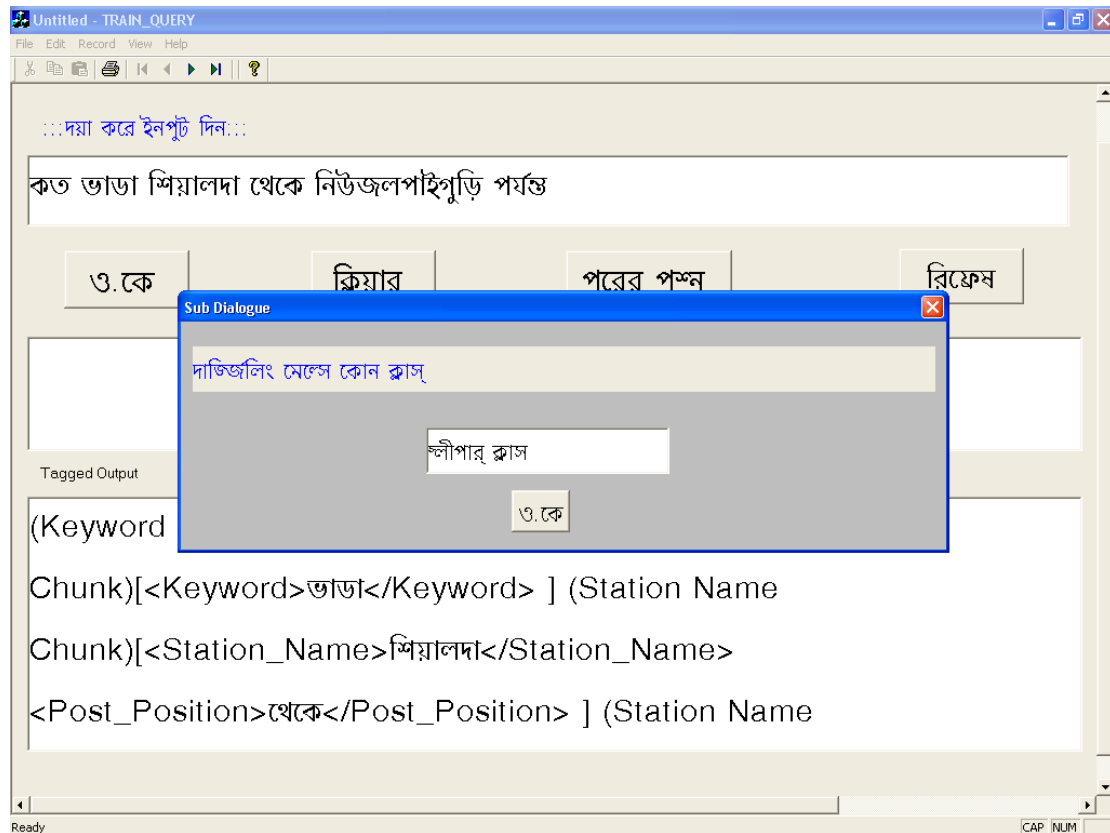 Untitled - TRAIN_QUERY
File Edit Record View Help
:::দয়া করে ইনপুট দিন:::
কত ভাডা শিয়ালদা থেকে নিউজলপাইগুড়ি পর্যন্ত
ও.কে ক্লিয়ার পরের পশ্ন রিফ্রেষ
Sub Dialogue
দার্জ্জিলিং মেলেস কোন ক্লাস্
স্লীপার্ ক্লাস
ও.কে
Tagged Output
(Keyword
Chunk)[<Keyword>ভাডা</Keyword> ] (Station Name
Chunk)[<Station_Name>শিয়ালদা</Station_Name>
<Post_Position>থেকে</Post_Position> ] (Station Name
Ready CAP NUM